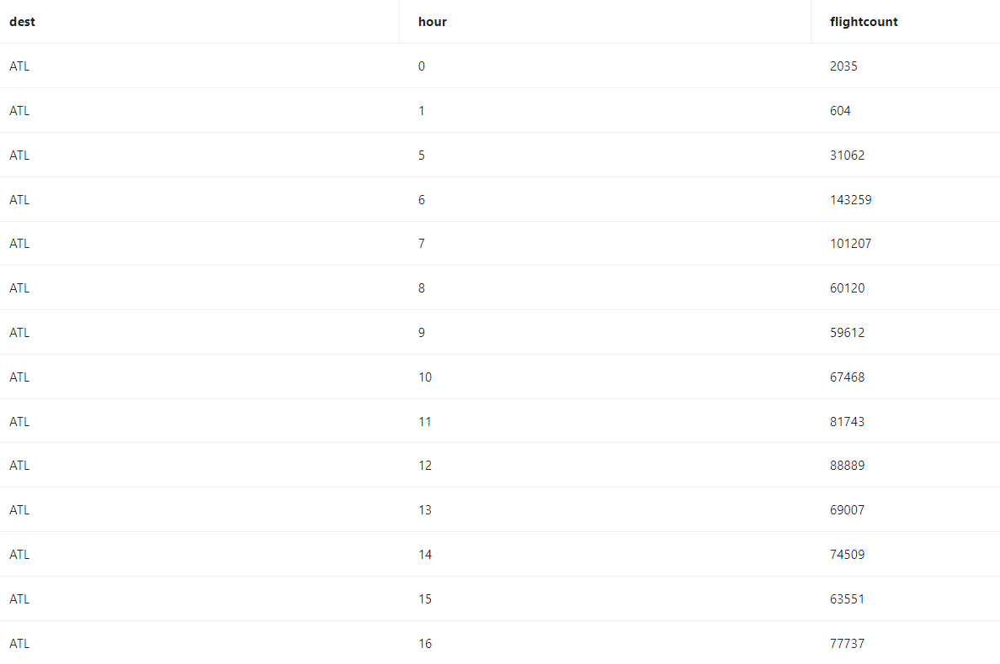 dest hour flightcount
ATL 0 2035
ATL 1 604
ATL 5 31062
ATL 6 143259
ATL 7 101207
ATL 8 60120
ATL 9 59612
ATL 10 67468
ATL 11 81743
ATL 12 88889
ATL 13 69007
ATL 14 74509
ATL 15 63551
ATL 16 77737